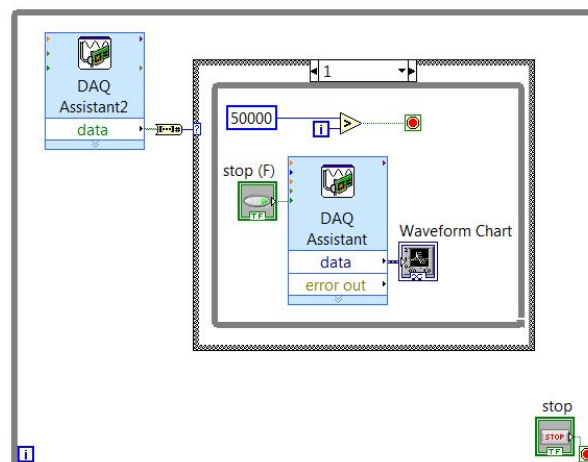 DAQ
Assistant2
data
?
1
50000
i
>
stop (F)
TF
DAQ
Assistant
data
error out
Waveform Chart
stop
STOP
TF
i